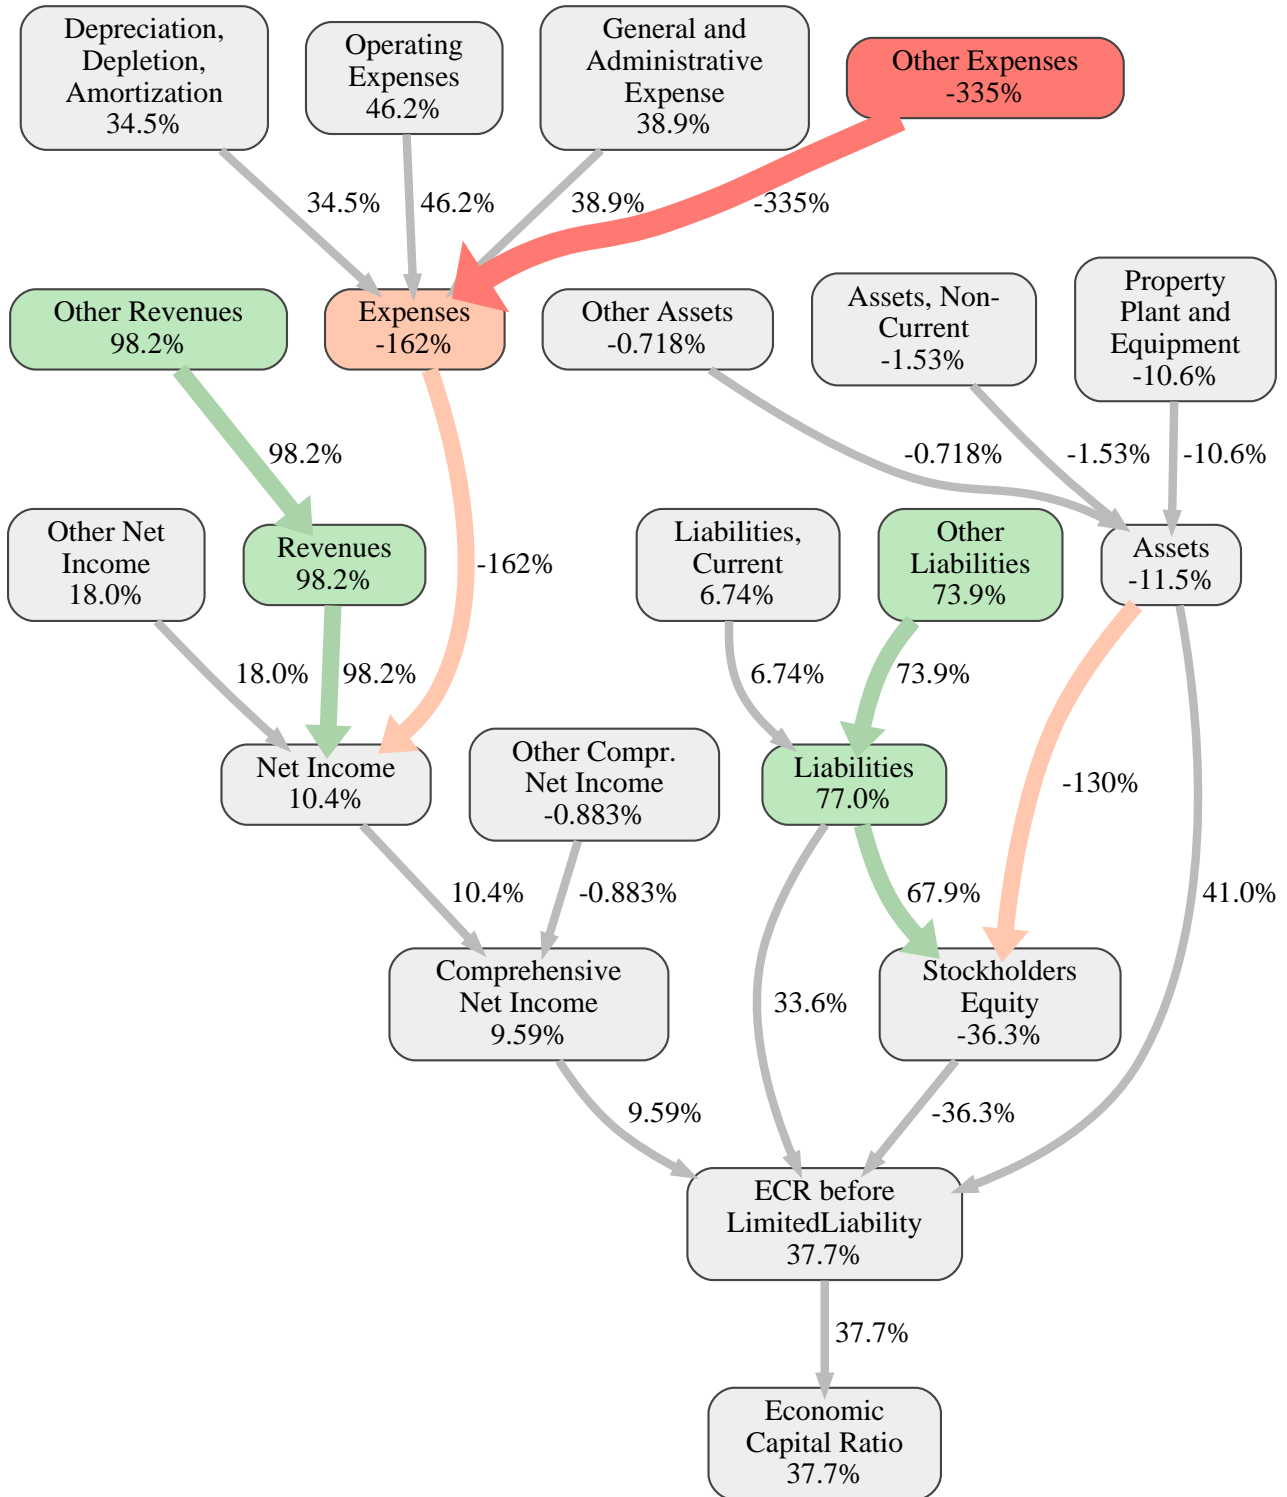 Depreciation,
Depletion,
Amortization
34.5%
Operating
Expenses
46.2%
General and
Administrative
Expense
38.9%
Other Expenses
-335%
34.5%
46.2%
38.9%
-335%
Other Revenues
98.2%
Expenses
-162%
Other Assets
-0.718%
Assets, Non-
Current
-1.53%
Property
Plant and
Equipment
-10.6%
98.2%
-0.718%
-1.53%
-10.6%
Other Net
Income
18.0%
Revenues
98.2%
-162%
Liabilities,
Current
6.74%
Other
Liabilities
73.9%
Assets
-11.5%
18.0%
98.2%
6.74%
73.9%
Net Income
10.4%
Other Compr.
Net Income
-0.883%
Liabilities
77.0%
-130%
10.4%
-0.883%
67.9%
41.0%
Comprehensive
Net Income
9.59%
33.6%
Stockholders
Equity
-36.3%
9.59%
-36.3%
ECR before
LimitedLiability
37.7%
37.7%
Economic
Capital Ratio
37.7%